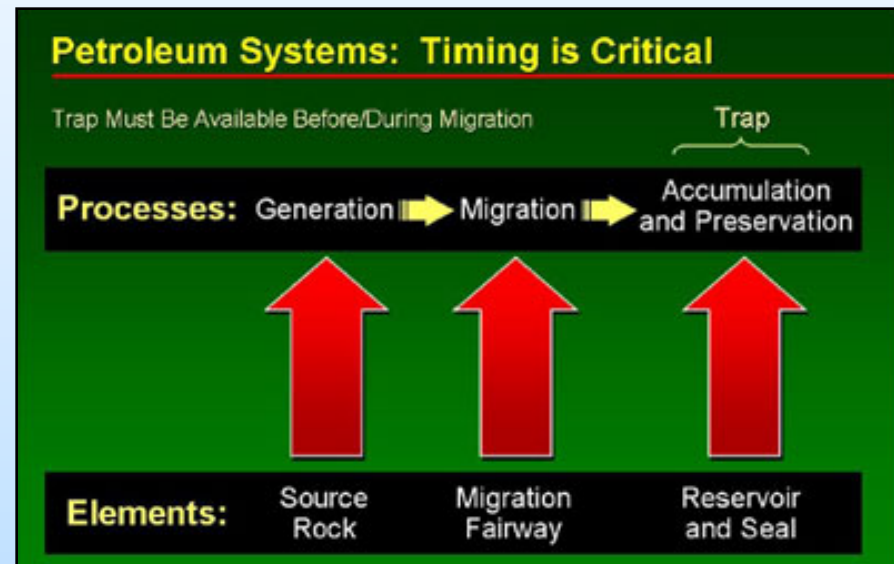 Petroleum Systems: Timing is Critical
Trap Must Be Available Before/During Migration
Trap
Processes: Generation Migration Accumulation and Preservation
Elements: Source Rock Migration Fairway Reservoir and Seal